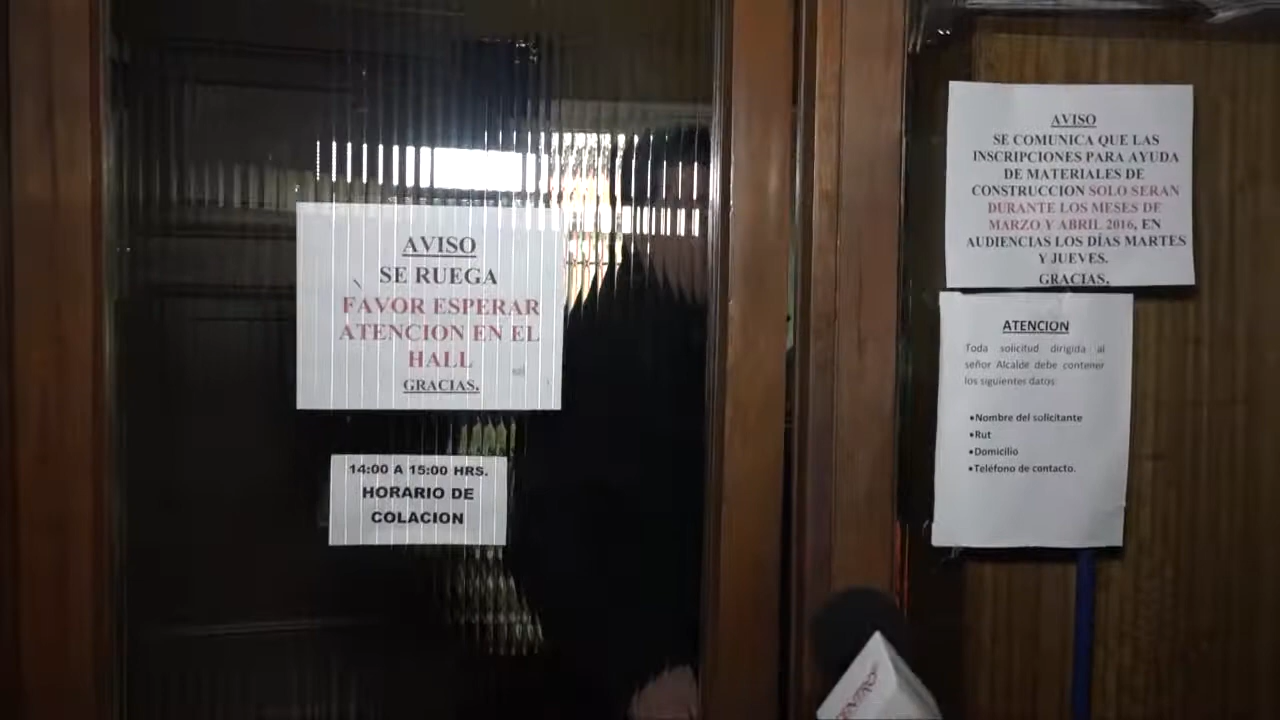 AVISO
SE RUEGA
FAVOR ESPERAR
ATENCION EN EL
HALL
GRACIAS.
14:00 A 15:00 HRS.
HORARIO DE
COLACION
AVISO
SE COMUNICA QUE LAS
INSCRIPCIONES PARA AYUDA
DE MATERIALES DE
CONSTRUCCION SOLO SERAN
DURANTE LOS MESES DE
MARZO Y ABRIL 2016, EN
AUDIENCIAS LOS DÍAS MARTES
Y JUEVES.
GRACIAS.
ATENCION
Toda solicitud dirigida al
señor Alcalde debe contener
los siguientes datos
•Nombre del solicitante
•Rut
•Domicilio
•Teléfono de contacto.